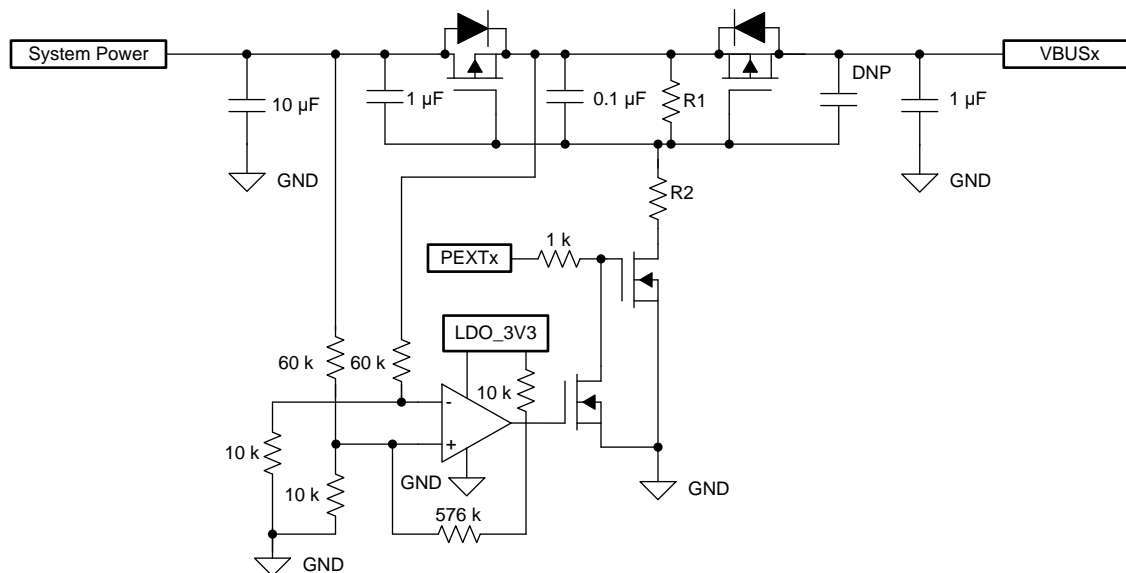 System Power
VBUSx
10 µF
1 µF
0.1 µF
R1
DNP
1 µF
GND
GND
R2
PEXTx
1 k
LDO_3V3
60 k
60 k
10 k
-
+
10 k
10 k
GND
GND
576 k
GND